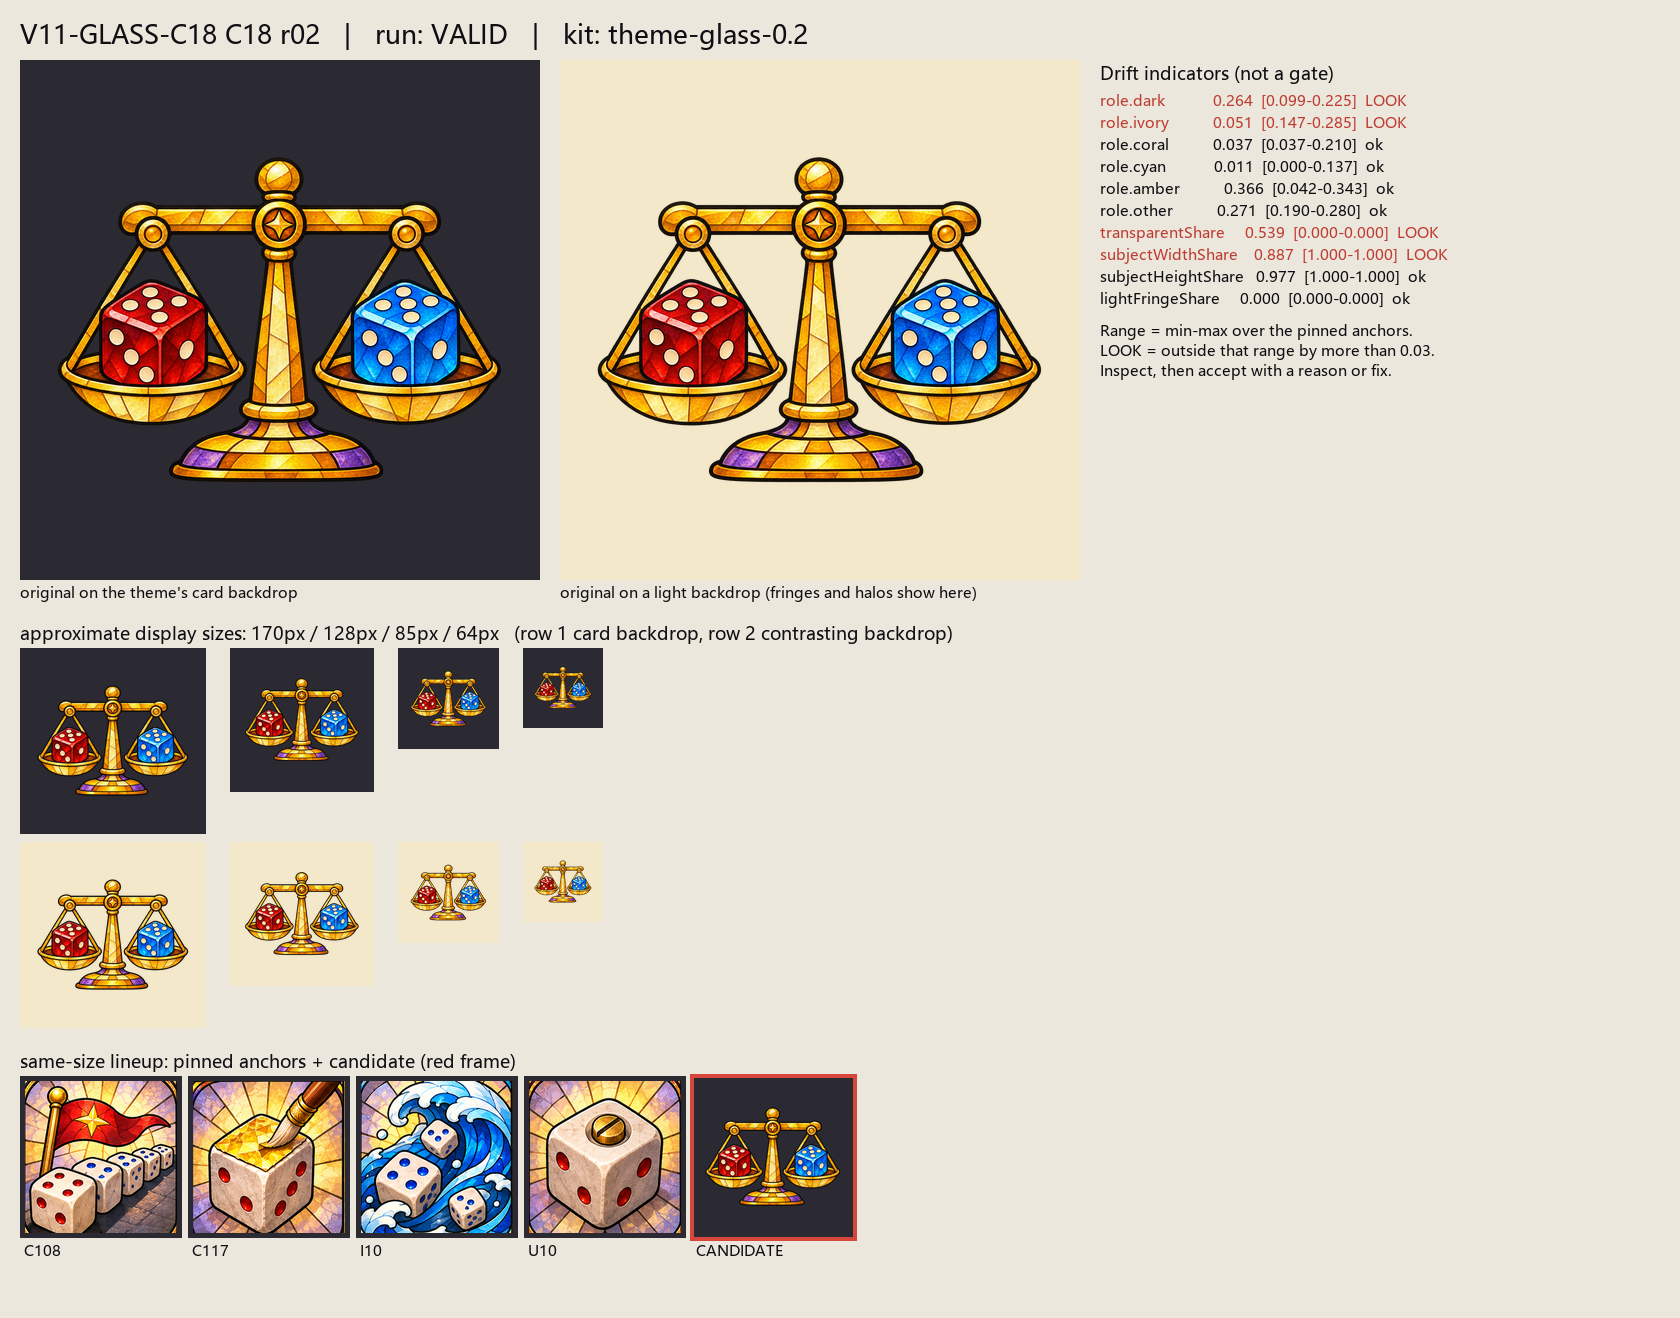 V11-GLASS-C18 C18 r02 | run: VALID | kit: theme-glass-0.2
Drift indicators (not a gate)
role.dark 0.264 [0.099-0.225] LOOK
role.ivory 0.051 [0.147-0.285] LOOK
role.coral 0.037 [0.037-0.210] ok
role.cyan 0.011 [0.000-0.137] ok
role.amber 0.366 [0.042-0.343] ok
role.other 0.271 [0.190-0.280] ok
transparentShare 0.539 [0.000-0.000] LOOK
subjectWidthShare 0.887 [1.000-1.000] LOOK
subjectHeightShare 0.977 [1.000-1.000] ok
lightFringeShare 0.000 [0.000-0.000] ok
Range = min-max over the pinned anchors.
LOOK = outside that range by more than 0.03.
Inspect, then accept with a reason or fix.
original on the theme's card backdrop
original on a light backdrop (fringes and halos show here)
approximate display sizes: 170px / 128px / 85px / 64px (row 1 card backdrop, row 2 contrasting backdrop)
same-size lineup: pinned anchors + candidate (red frame)
C108
C117
I10
U10
CANDIDATE